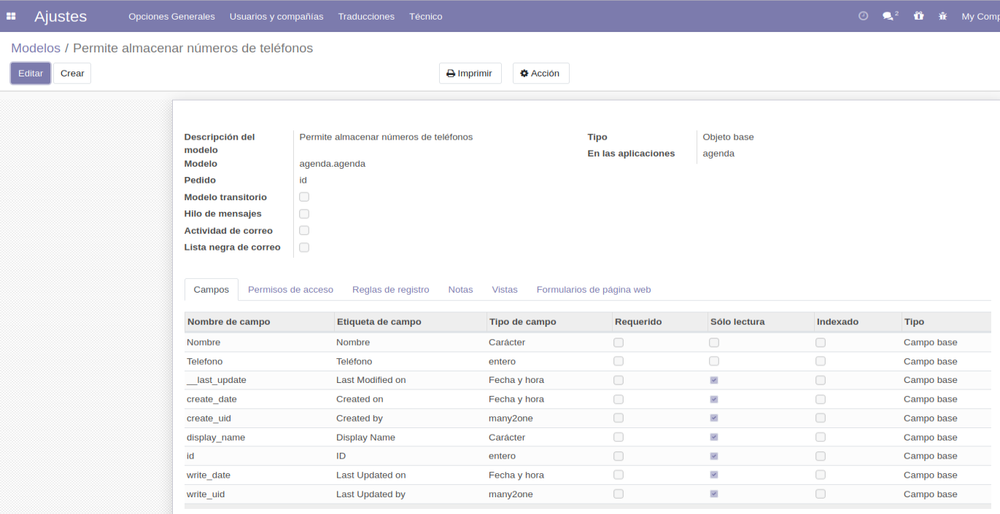 Ajustes Opciones Generales Usuarios y compañías Traducciones Técnico 2 My Comp
Modelos / Permite almacenar números de teléfonos
Editar Crear Imprimir Acción
Descripción del modelo Permite almacenar números de teléfonos Tipo Objeto base
Modelo agenda.agenda En las aplicaciones agenda
Pedido id
Modelo transitorio
Hilo de mensajes
Actividad de correo
Lista negra de correo
Campos Permisos de acceso Reglas de registro Notas Vistas Formularios de página web
Nombre de campo Etiqueta de campo Tipo de campo Requerido Sólo lectura Indexado Tipo
Nombre Nombre Carácter Campo base
Telefono Teléfono entero Campo base
__last_update Last Modified on Fecha y hora Campo base
create_date Created on Fecha y hora Campo base
create_uid Created by many2one Campo base
display_name Display Name Carácter Campo base
id ID entero Campo base
write_date Last Updated on Fecha y hora Campo base
write_uid Last Updated by many2one Campo base